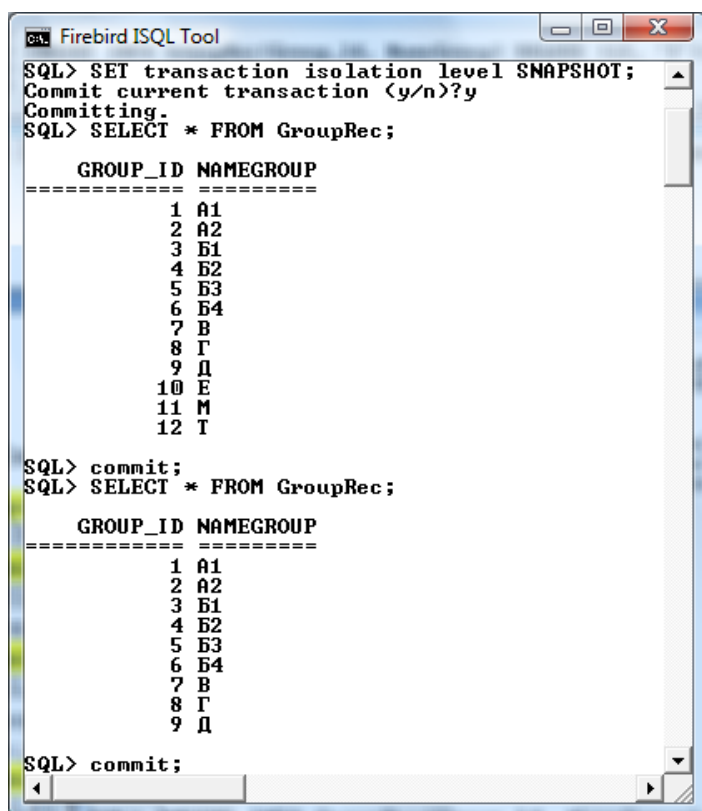 Firebird ISQL Tool
SQL> SET transaction isolation level SNAPSHOT;
Commit current transaction (y/n)?y
Committing.
SQL> SELECT * FROM GroupRec;
GROUP_ID NAMEGROUP
============ =========
1 А1
2 А2
3 Б1
4 Б2
5 Б3
6 Б4
7 В
8 Г
9 Д
10 Е
11 М
12 Т
SQL> commit;
SQL> SELECT * FROM GroupRec;
GROUP_ID NAMEGROUP
============ =========
1 А1
2 А2
3 Б1
4 Б2
5 Б3
6 Б4
7 В
8 Г
9 Д
SQL> commit;